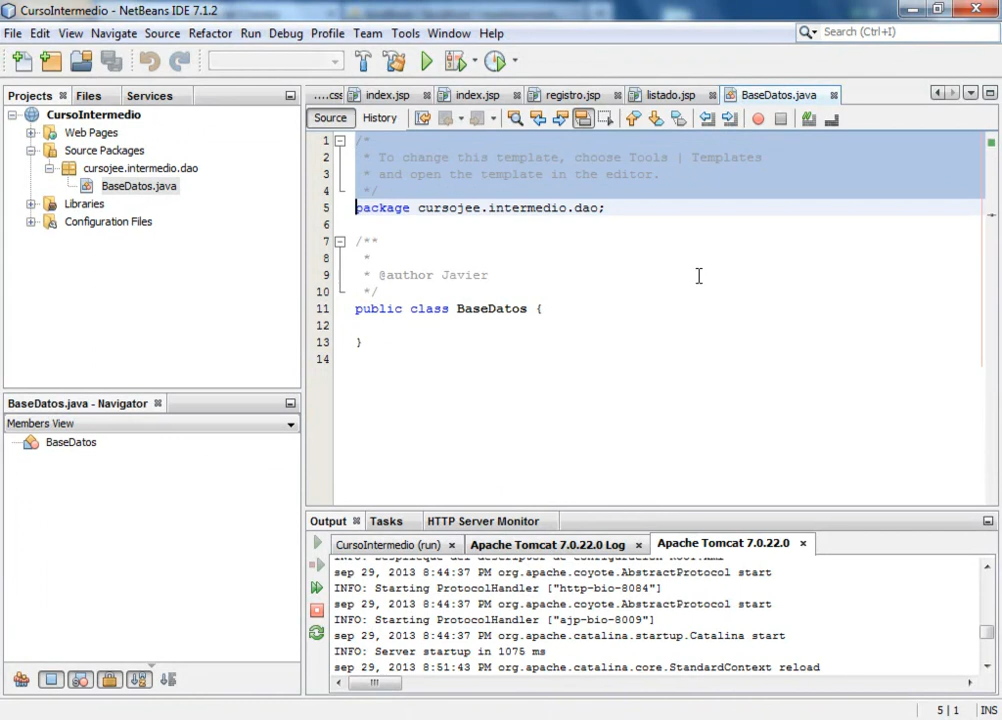 CursoIntermedio - NetBeans IDE 7.1.2
File Edit View Navigate Source Refactor Run Debug Profile Team Tools Window Help
Search (Ctrl+I)
Projects Files Services
....css index.jsp index.jsp registro.jsp listado.jsp BaseDatos.java
CursoIntermedio
Web Pages
Source Packages
cursojee.intermedio.dao
BaseDatos.java
Libraries
Configuration Files
Source History
1 /*
2 * To change this template, choose Tools | Templates
3 * and open the template in the editor.
4 */
5 package cursojee.intermedio.dao;
6
7 /**
8 *
9 * @author Javier
10 */
11 public class BaseDatos {
12
13 }
14
BaseDatos.java - Navigator
Members View
BaseDatos
Output Tasks HTTP Server Monitor
CursoIntermedio (run) Apache Tomcat 7.0.22.0 Log Apache Tomcat 7.0.22.0
sep 29, 2013 8:44:37 PM org.apache.coyote.AbstractProtocol start
INFO: Starting ProtocolHandler ["http-bio-8084"]
sep 29, 2013 8:44:37 PM org.apache.coyote.AbstractProtocol start
INFO: Starting ProtocolHandler ["ajp-bio-8009"]
sep 29, 2013 8:44:37 PM org.apache.catalina.startup.Catalina start
INFO: Server startup in 1075 ms
sep 29, 2013 8:51:43 PM org.apache.catalina.core.StandardContext reload
5 | 1 INS